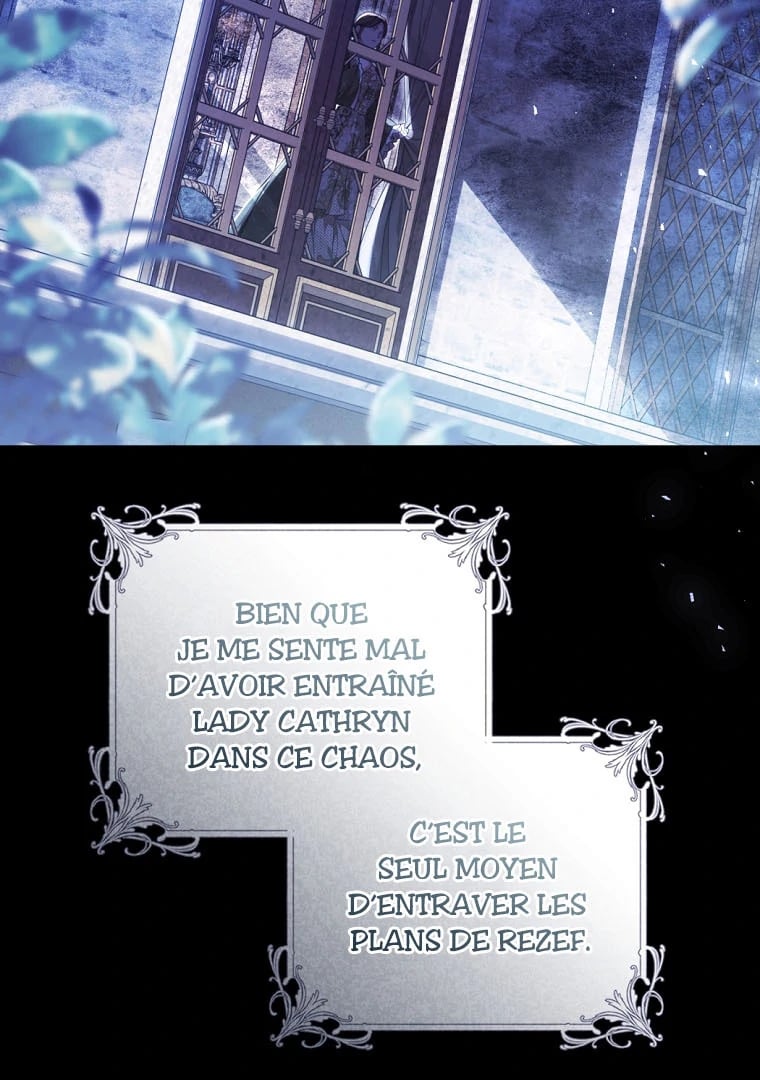 BIEN QUE
JE ME SENTE MAL
D'AVOIR ENTRAÎNÉ
LADY CATHRYN
DANS CE CHAOS,
C'EST LE
SEUL MOYEN
D'ENTRAVER LES
PLANS DE REZEF.